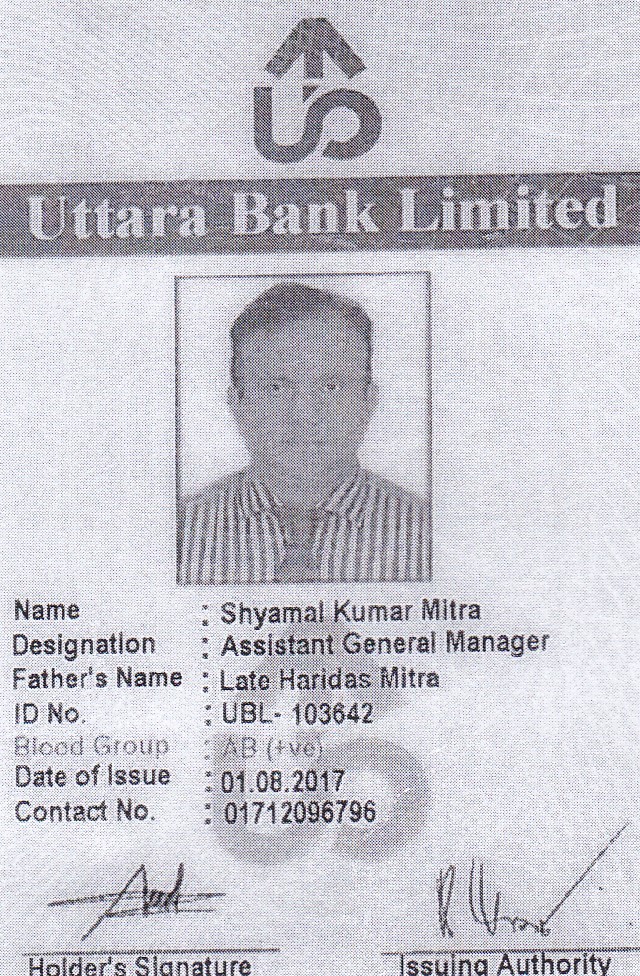 Uttara Bank Limited
Name : Shyamal Kumar Mitra
Designation : Assistant General Manager
Father's Name : Late Haridas Mitra
ID No. : UBL- 103642
Blood Group : AB (+ve)
Date of Issue : 01.08.2017
Contact No. : 01712096796
Holder's Signature Issuing Authority